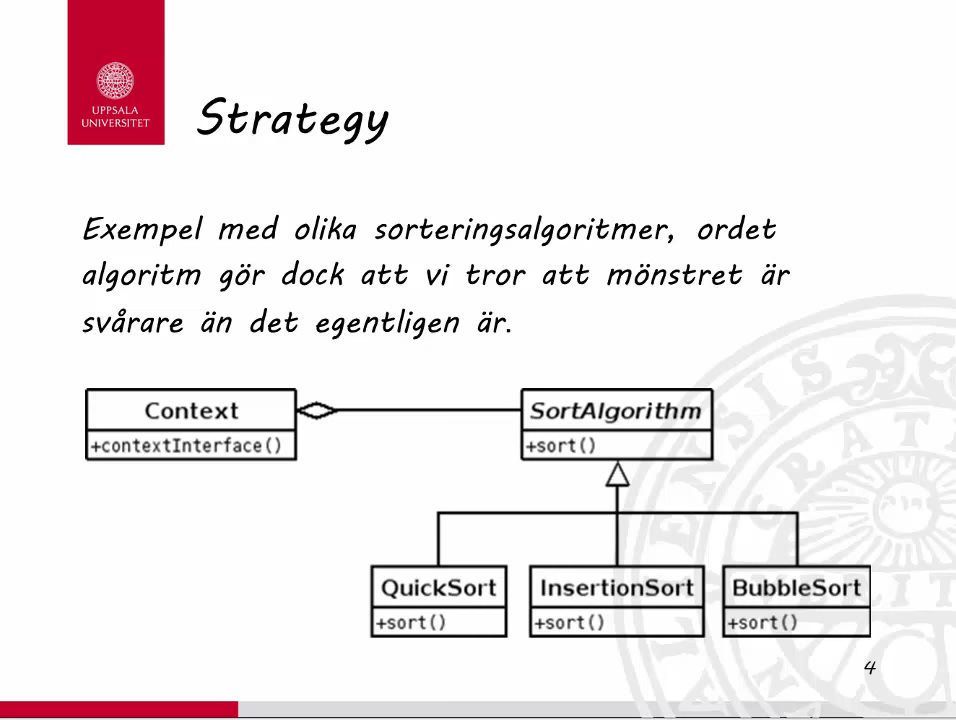 UPPSALA
UNIVERSITET
Strategy
Exempel med olika sorteringsalgoritmer, ordet
algoritm gör dock att vi tror att mönstret är
svårare än det egentligen är.
Context
+contextInterface()
SortAlgorithm
+sort()
QuickSort
+sort()
InsertionSort
+sort()
BubbleSort
+sort()
4